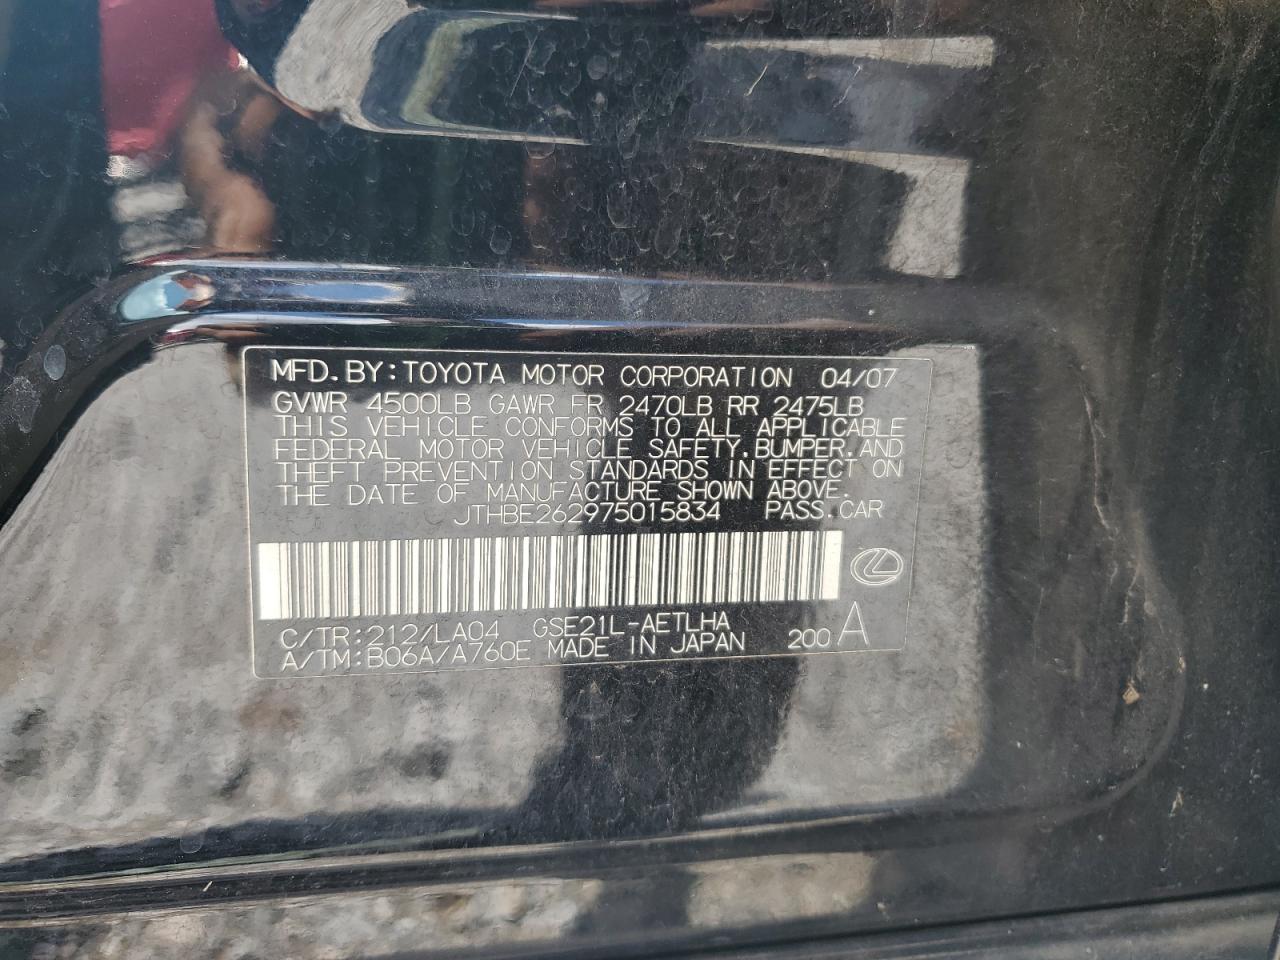 MFD. BY: TOYOTA MOTOR CORPORATION 04/07
GVWR 4500LB GAWR FR 2470LB RR 2475LB
THIS VEHICLE CONFORMS TO ALL APPLICABLE
FEDERAL MOTOR VEHICLE SAFETY, BUMPER, AND
THEFT PREVENTION STANDARDS IN EFFECT ON
THE DATE OF MANUFACTURE SHOWN ABOVE.
JTHBE262975015834 PASS. CAR
C/TR: 212/LA04 GSE21L-AETLHA
A/TM: B06A/A760E MADE IN JAPAN 200 A